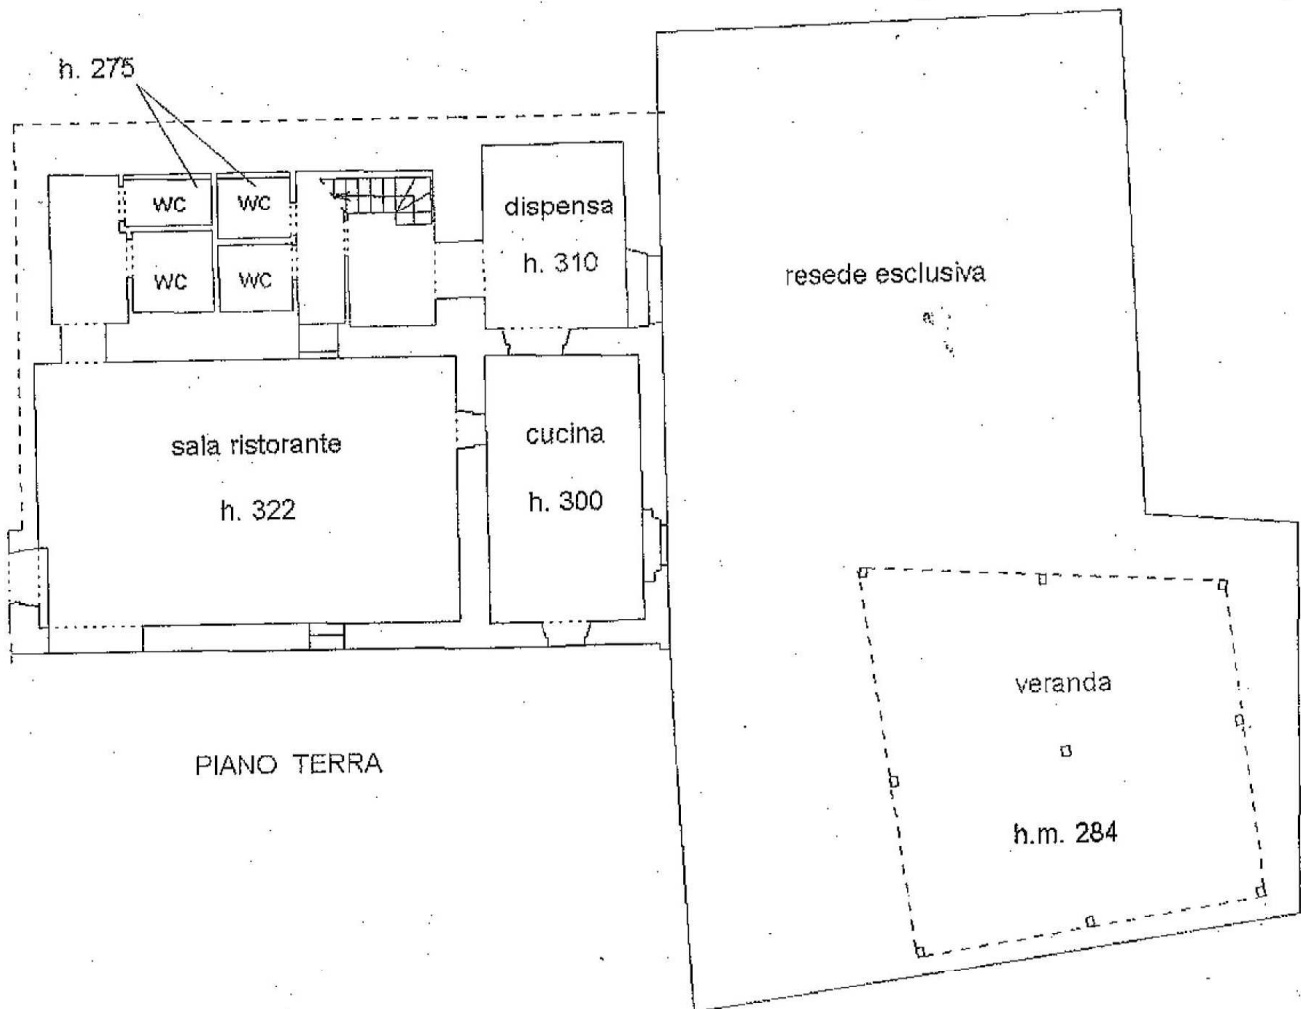 h. 275
wc
wc
wc
wc
dispensa
h. 310
resede esclusiva
sala ristorante
h. 322
cucina
h. 300
veranda
h.m. 284
PIANO TERRA